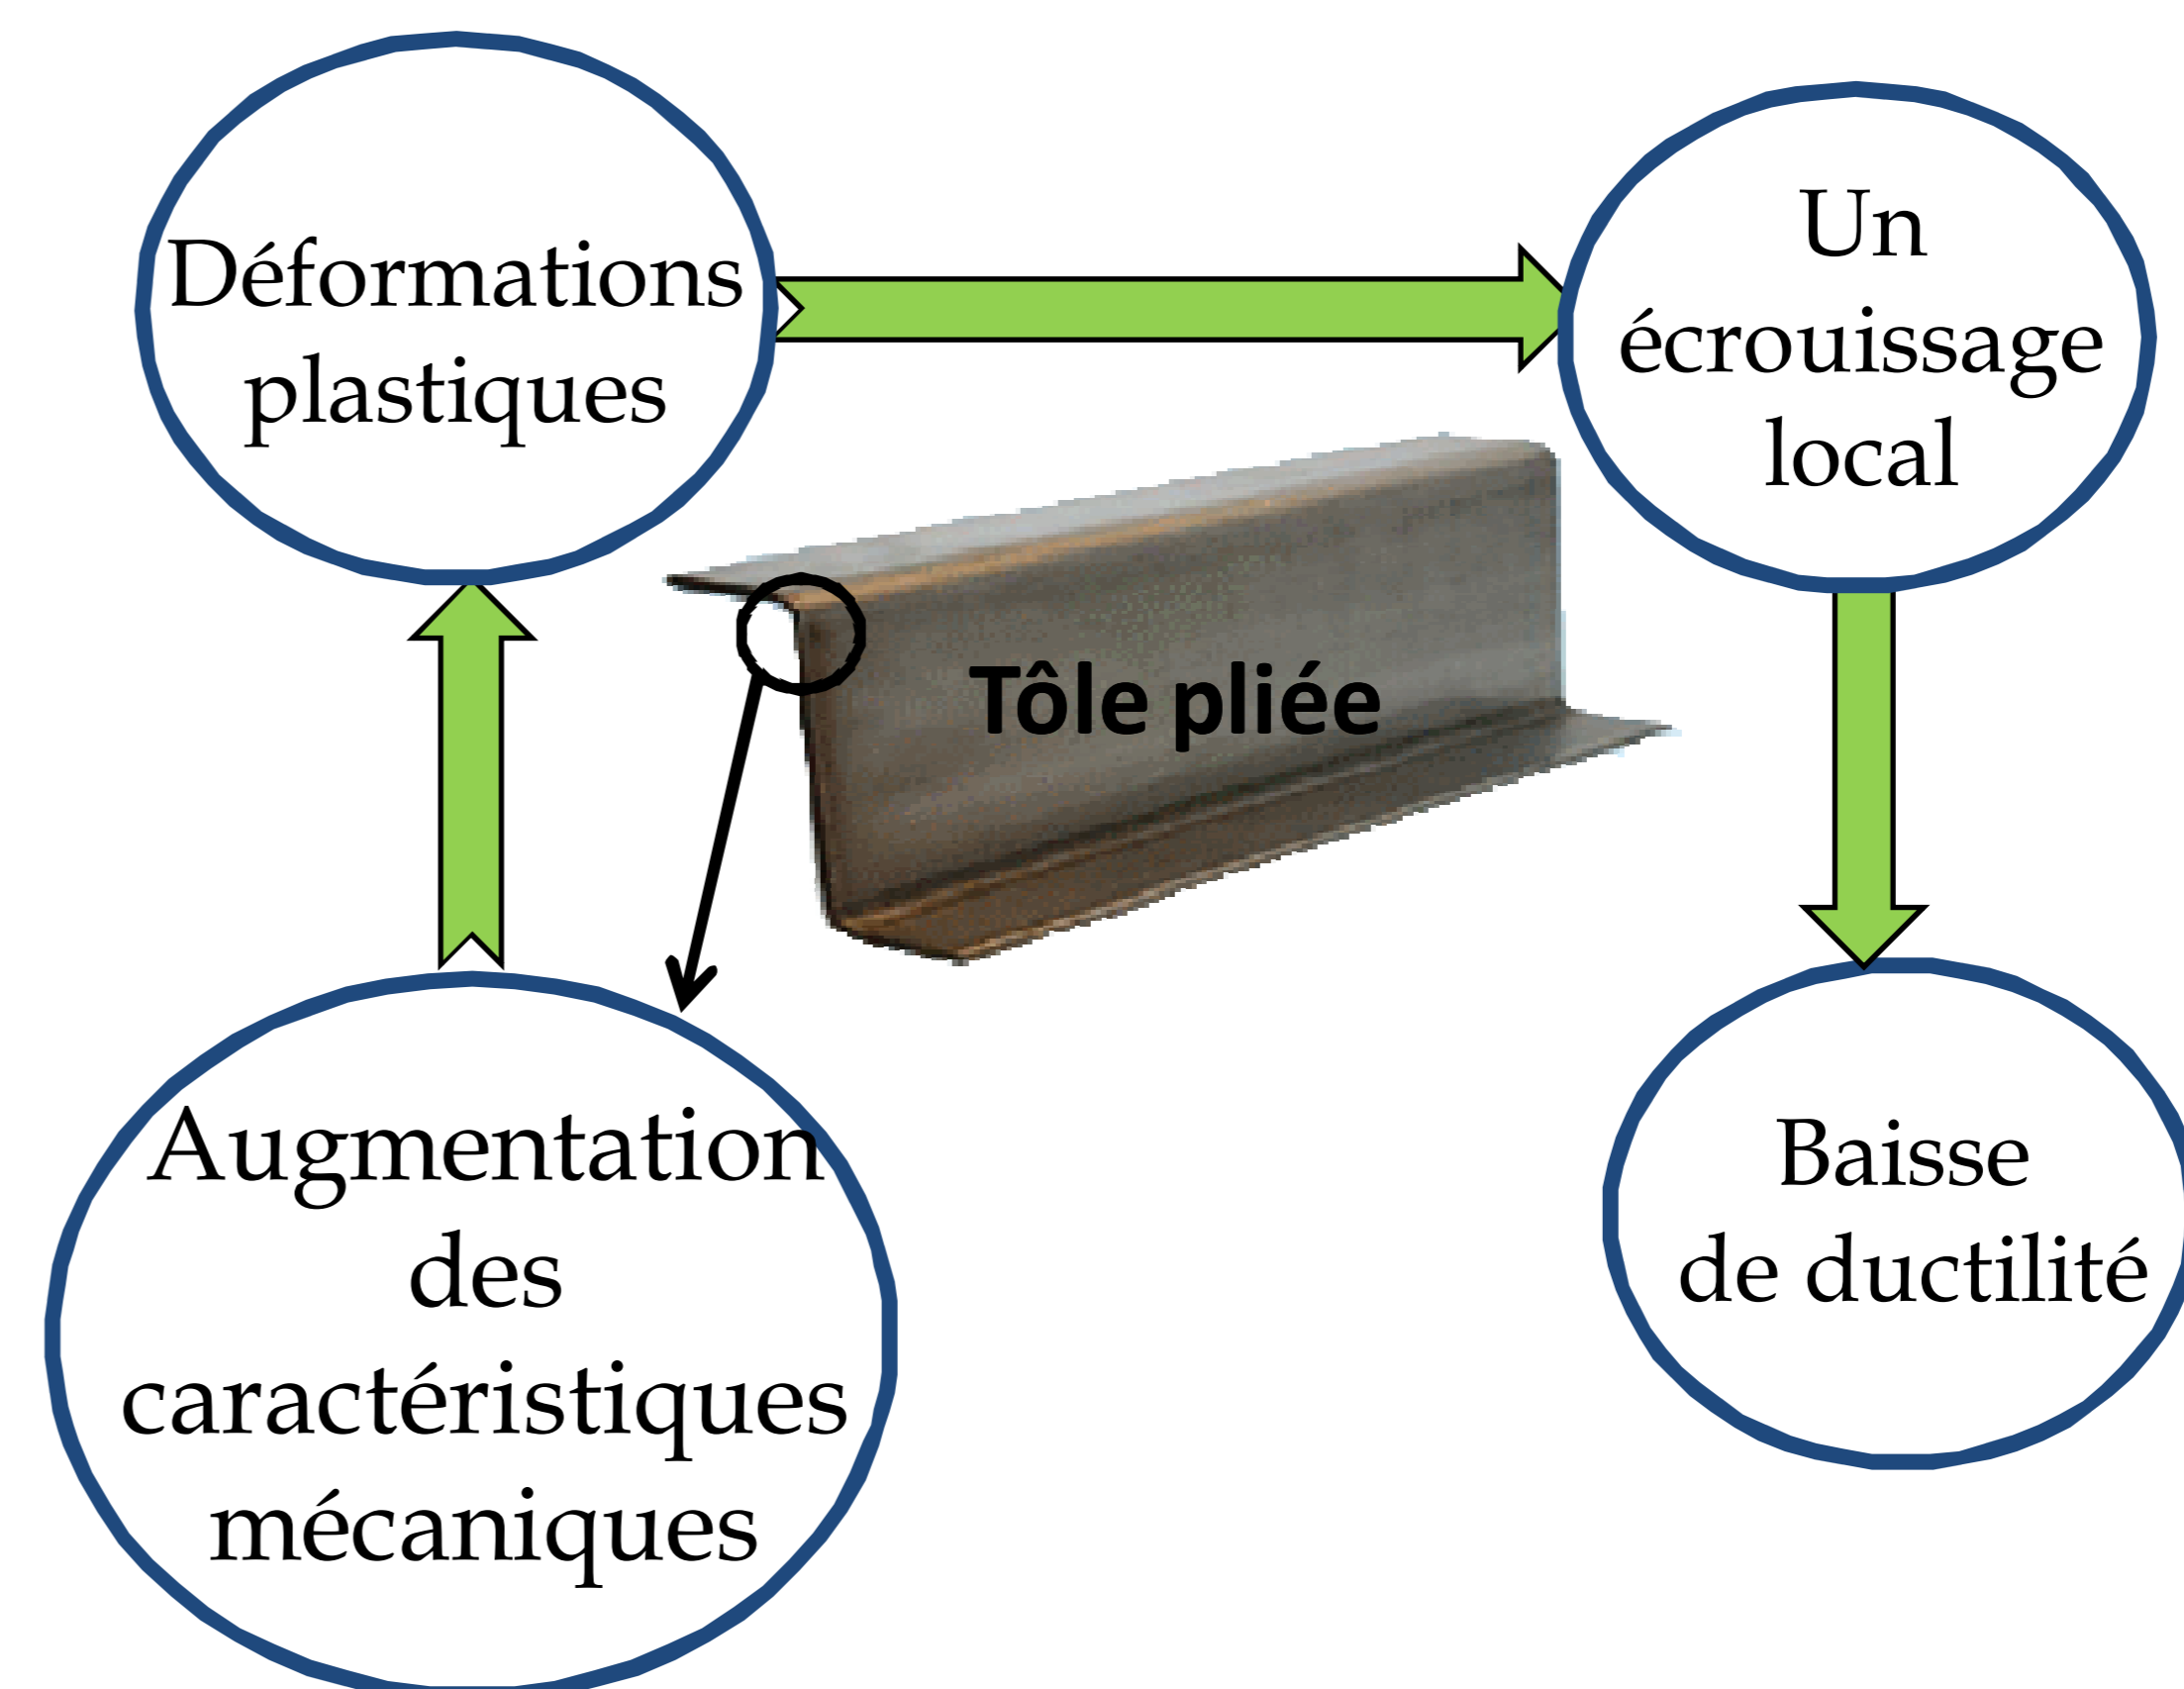 Déformations
plastiques
Un
écrouissage
local
Tôle pliée
Augmentation
des
caractéristiques
mécaniques
Baisse
de ductilité